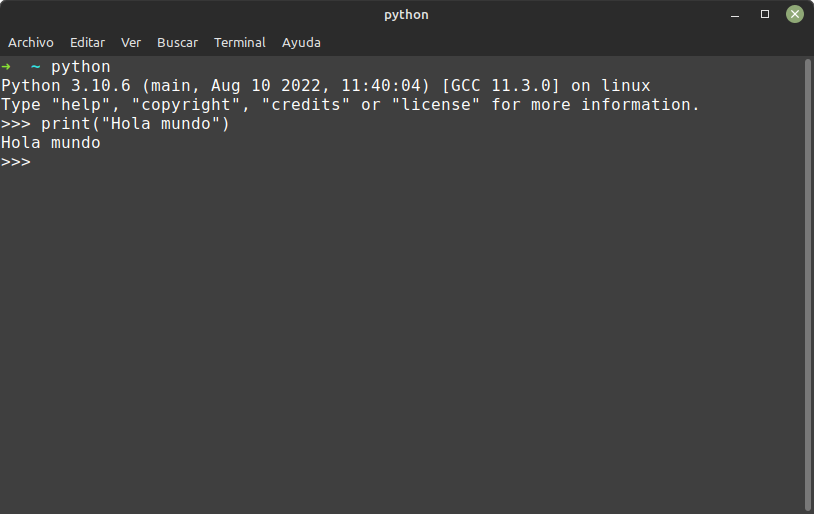 python
Archivo Editar Ver Buscar Terminal Ayuda
➜ ~ python
Python 3.10.6 (main, Aug 10 2022, 11:40:04) [GCC 11.3.0] on linux
Type "help", "copyright", "credits" or "license" for more information.
>>> print("Hola mundo")
Hola mundo
>>>